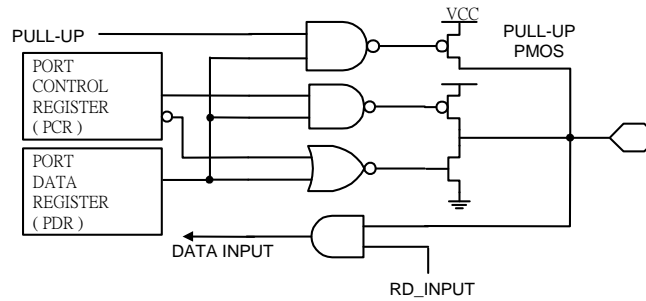 VCC
PULL-UP
PULL-UP
PMOS
PORT
CONTROL
REGISTER
( PCR )
PORT
DATA
REGISTER
( PDR )
DATA INPUT
RD_INPUT